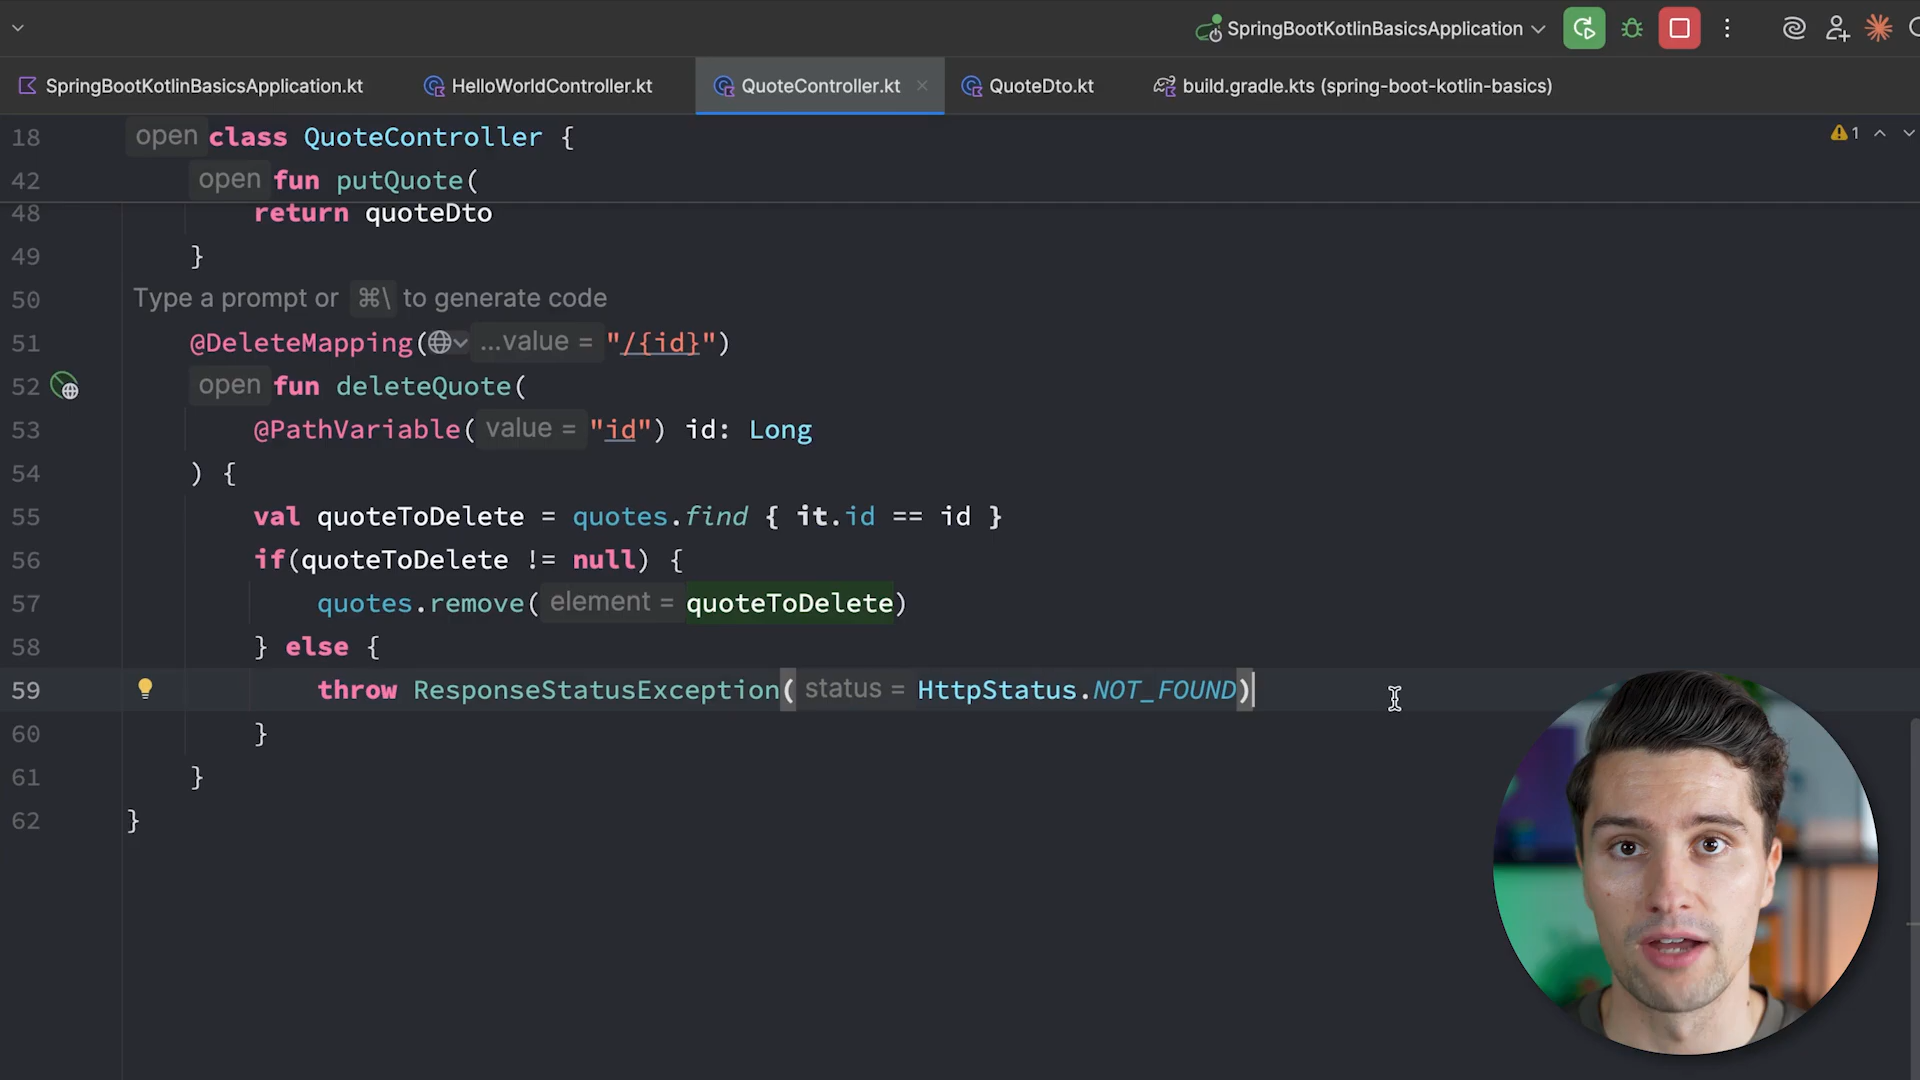 SpringBootKotlinBasicsApplication
SpringBootKotlinBasicsApplication.kt HelloWorldController.kt QuoteController.kt QuoteDto.kt build.gradle.kts (spring-boot-kotlin-basics)
18 open class QuoteController { 1
42 open fun putQuote(
48 return quoteDto
49 }
50 Type a prompt or ⌘\ to generate code
51 @DeleteMapping( ...value = "/{id}")
52 open fun deleteQuote(
53 @PathVariable( value = "id") id: Long
54 ) {
55 val quoteToDelete = quotes.find { it.id == id }
56 if(quoteToDelete != null) {
57 quotes.remove( element = quoteToDelete)
58 } else {
59 throw ResponseStatusException( status = HttpStatus.NOT_FOUND)
60 }
61 }
62 }